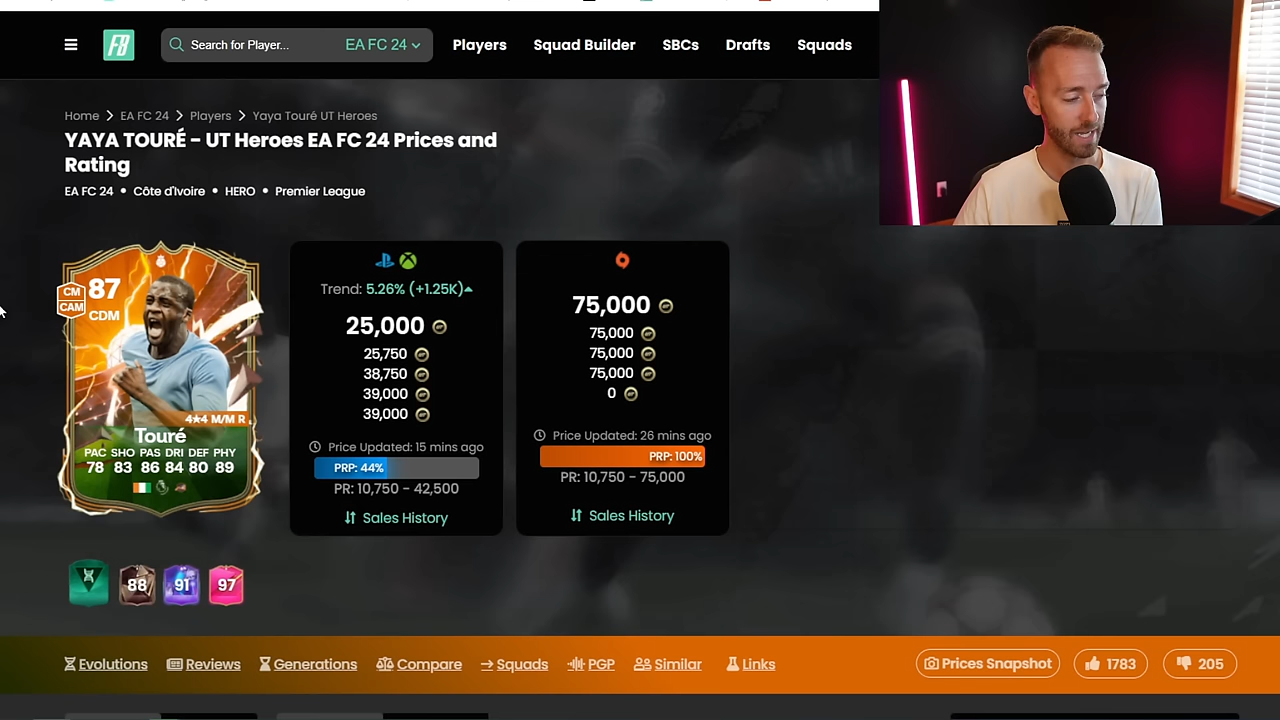 FB
Search for Player...
EA FC 24
Players
Squad Builder
SBCs
Drafts
Squads
Home > EA FC 24 > Players > Yaya Touré UT Heroes
YAYA TOURÉ - UT Heroes EA FC 24 Prices and
Rating
EA FC 24 • Côte d'Ivoire • HERO • Premier League
87
CDM
CM
CAM
4★4 M/M R
Touré
PAC SHO PAS DRI DEF PHY
78 83 86 84 80 89
Trend: 5.26% (+1.25K)
25,000
25,750
38,750
39,000
39,000
Price Updated: 15 mins ago
PRP: 44%
PR: 10,750 - 42,500
Sales History
75,000
75,000
75,000
75,000
0
Price Updated: 26 mins ago
PRP: 100%
PR: 10,750 - 75,000
Sales History
88
91
97
Evolutions
Reviews
Generations
Compare
Squads
PGP
Similar
Links
Prices Snapshot
1783
205